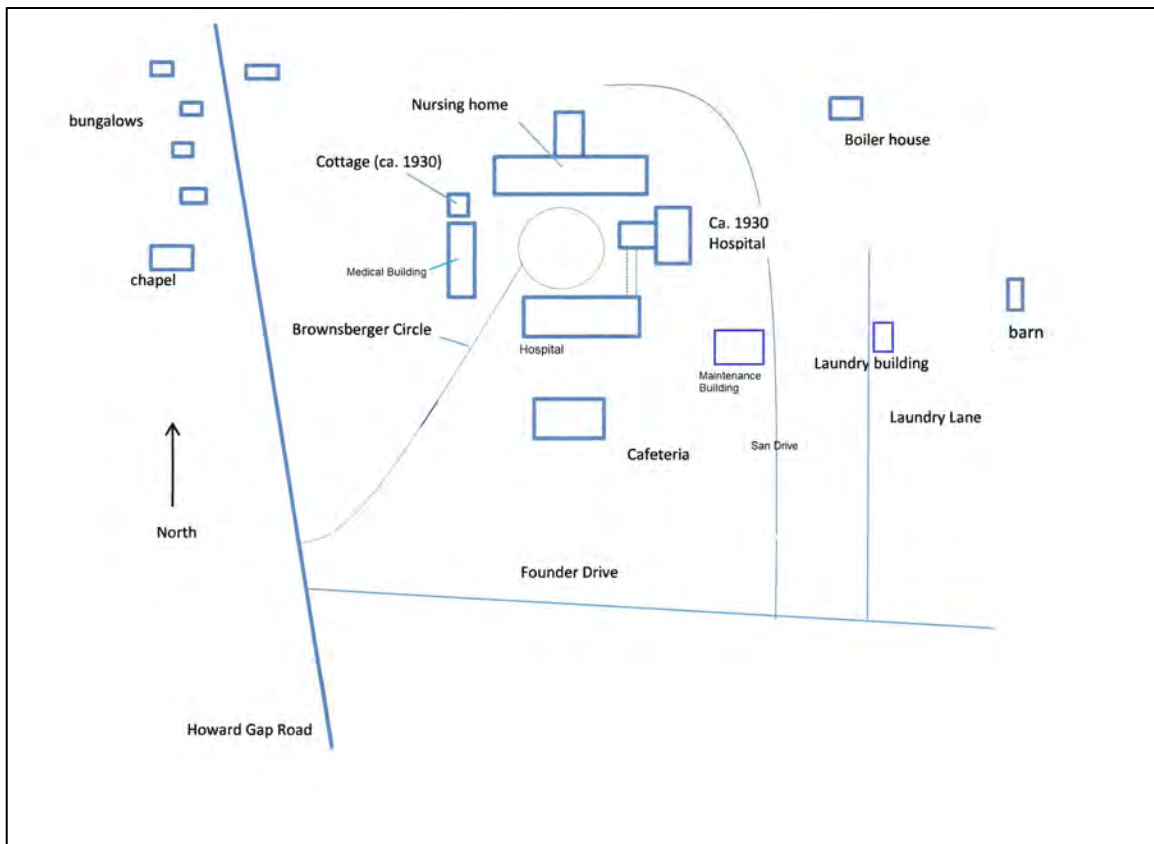 Nursing home
bungalows
Boiler house
Cottage (ca. 1930)
Ca. 1930
Hospital
Medical Building
chapel
Brownsberger Circle
barn
Hospital
Laundry building
Maintenance
Building
Laundry Lane
San Drive
Cafeteria
North
Founder Drive
Howard Gap Road